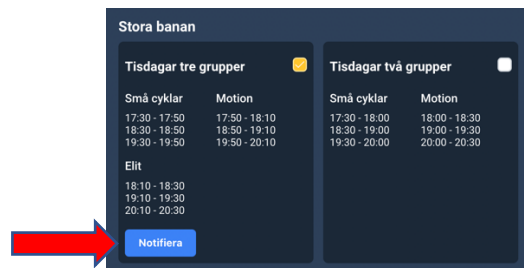 Stora banan
Tisdagar tre grupper
Små cyklar Motion
17:30 - 17:50 17:50 - 18:10
18:30 - 18:50 18:50 - 19:10
19:30 - 19:50 19:50 - 20:10
Elit
18:10 - 18:30
19:10 - 19:30
20:10 - 20:30
Notifiera
Tisdagar två grupper
Små cyklar Motion
17:30 - 18:00 18:00 - 18:30
18:30 - 19:00 19:00 - 19:30
19:30 - 20:00 20:00 - 20:30